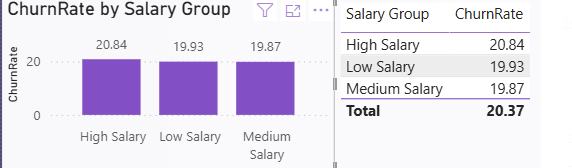 ChurnRate by Salary Group
ChurnRate
20
0
20.84
19.93
19.87
High Salary
Low Salary
Medium
Salary
Salary Group ChurnRate
High Salary 20.84
Low Salary 19.93
Medium Salary 19.87
Total 20.37